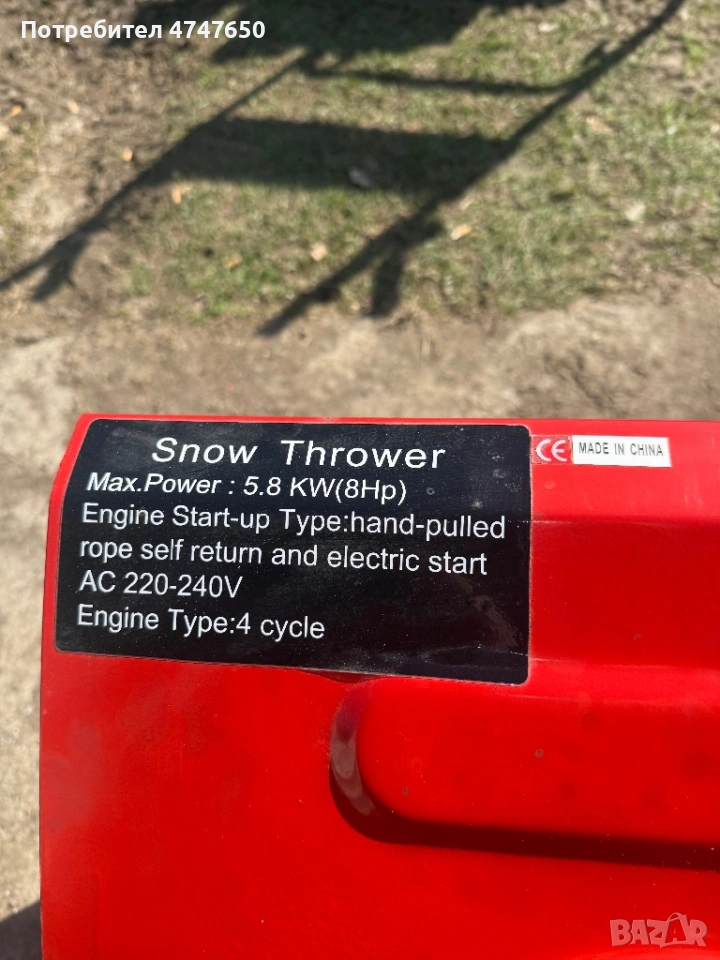 Потребител 4747650
Snow Thrower
Max.Power : 5.8 KW(8Hp)
Engine Start-up Type:hand-pulled
rope self return and electric start
AC 220-240V
Engine Type:4 cycle
CE MADE IN CHINA
BAZAR